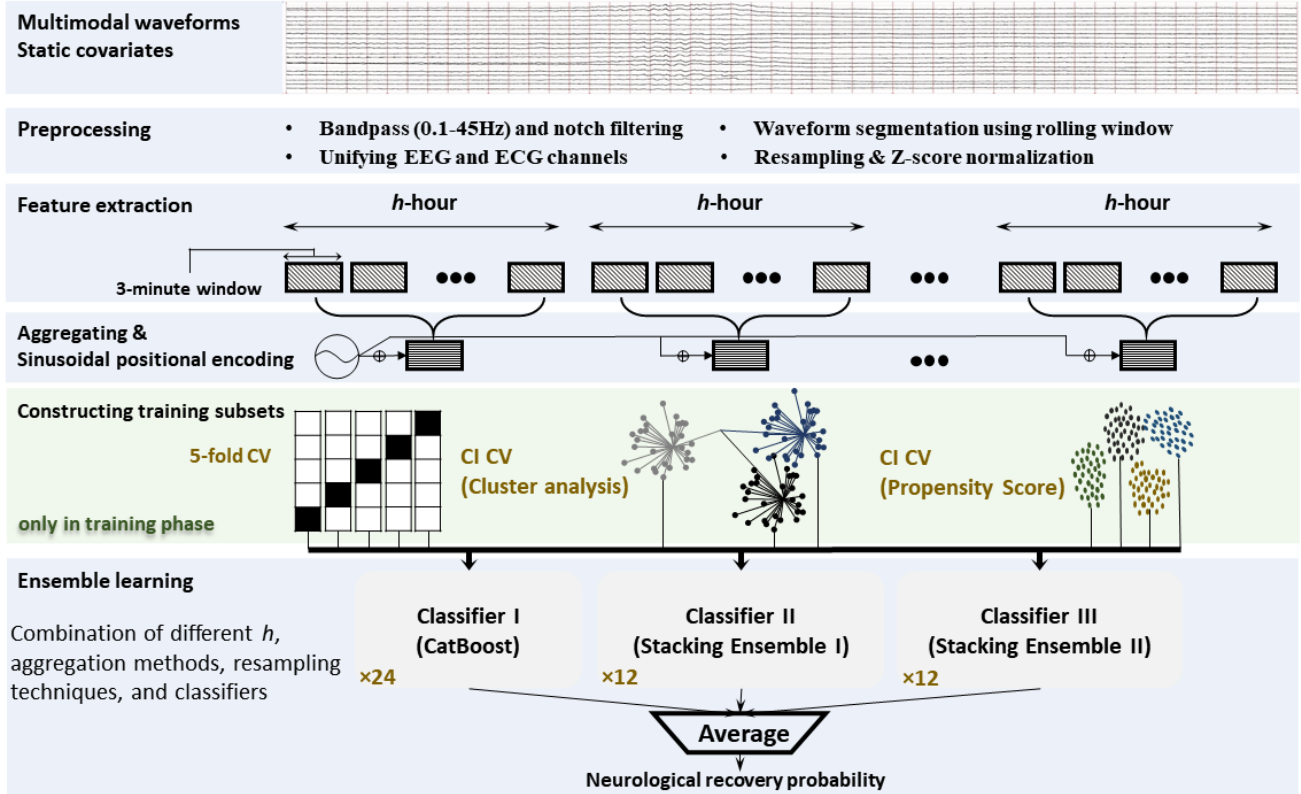 Multimodal waveforms
Static covariates
Preprocessing
• Bandpass (0.1-45Hz) and notch filtering
• Waveform segmentation using rolling window
• Unifying EEG and ECG channels
• Resampling & Z-score normalization
Feature extraction
h-hour
h-hour
h-hour
3-minute window
Aggregating &
Sinusoidal positional encoding
Constructing training subsets
5-fold CV
only in training phase
CI CV
(Cluster analysis)
CI CV
(Propensity Score)
Ensemble learning
Combination of different h,
aggregation methods, resampling
techniques, and classifiers
Classifier I
(CatBoost)
×24
Classifier II
(Stacking Ensemble I)
×12
Classifier III
(Stacking Ensemble II)
×12
Average
Neurological recovery probability